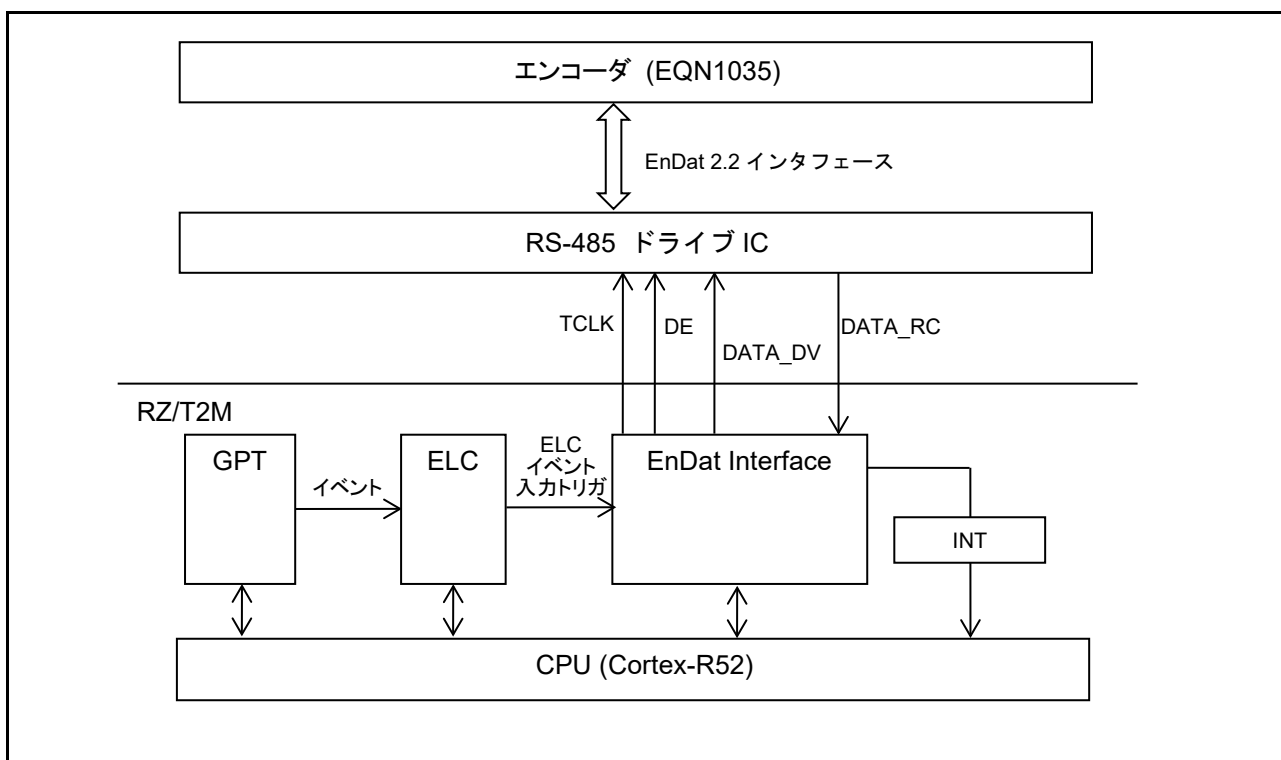 エンコーダ (EQN1035)
EnDat 2.2 インタフェース
RS-485 ドライブ IC
TCLK
DE
DATA_DV
DATA_RC
RZ/T2M
GPT
イベント
ELC
ELC
イベント
入力トリガ
EnDat Interface
INT
CPU (Cortex-R52)